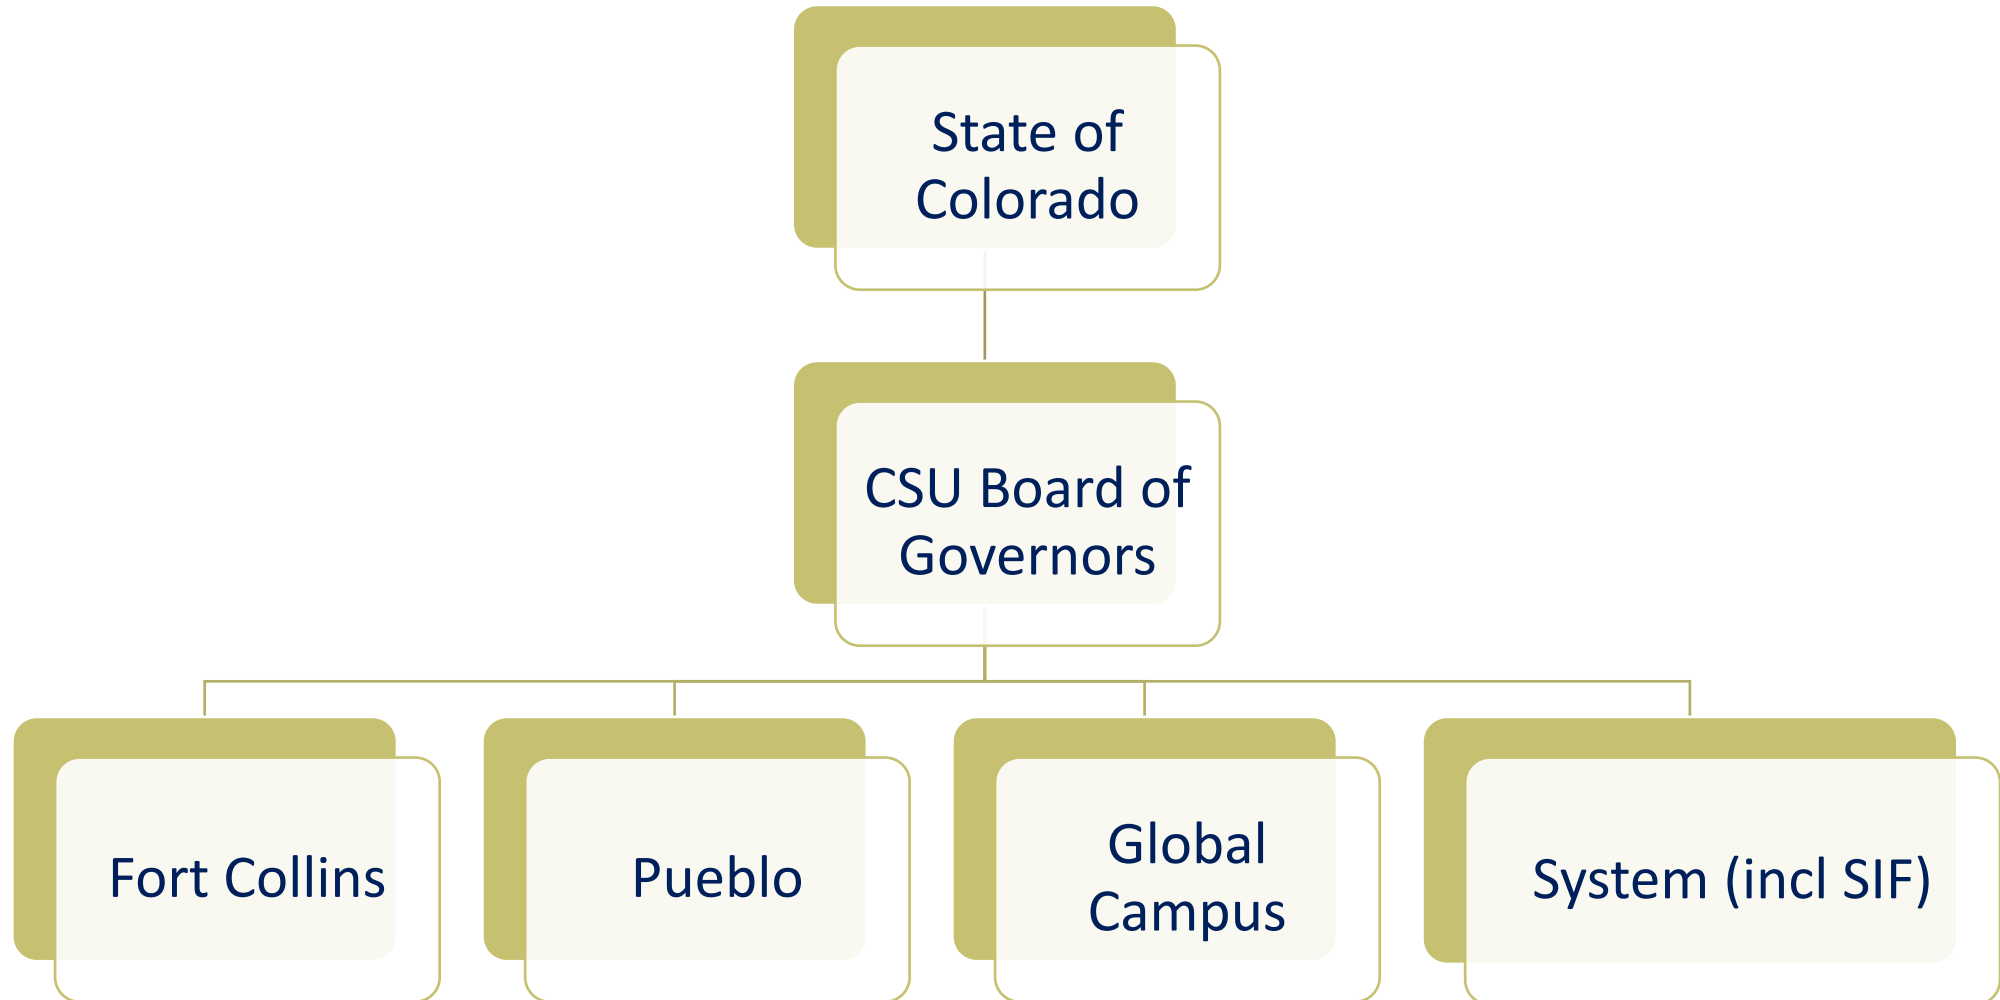 State of
Colorado
CSU Board of
Governors
Fort Collins
Pueblo
Global
Campus
System (incl SIF)